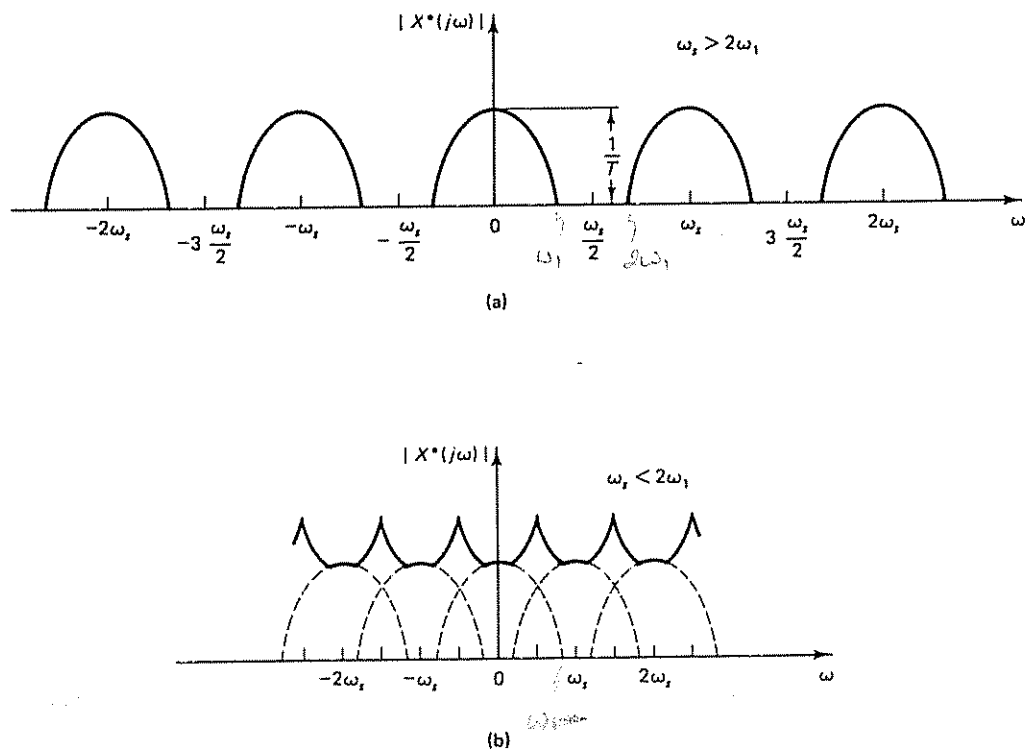 | X*(jω) |
ωₛ > 2ω₁
1/T
−2ωₛ −3 ωₛ/2 −ωₛ − ωₛ/2 0 ωₛ/2 ωₛ 3 ωₛ/2 2ωₛ ω
ω₁ 2ω₁
(a)
| X*(jω) |
ωₛ < 2ω₁
−2ωₛ −ωₛ 0 ωₛ 2ωₛ ω
(b)